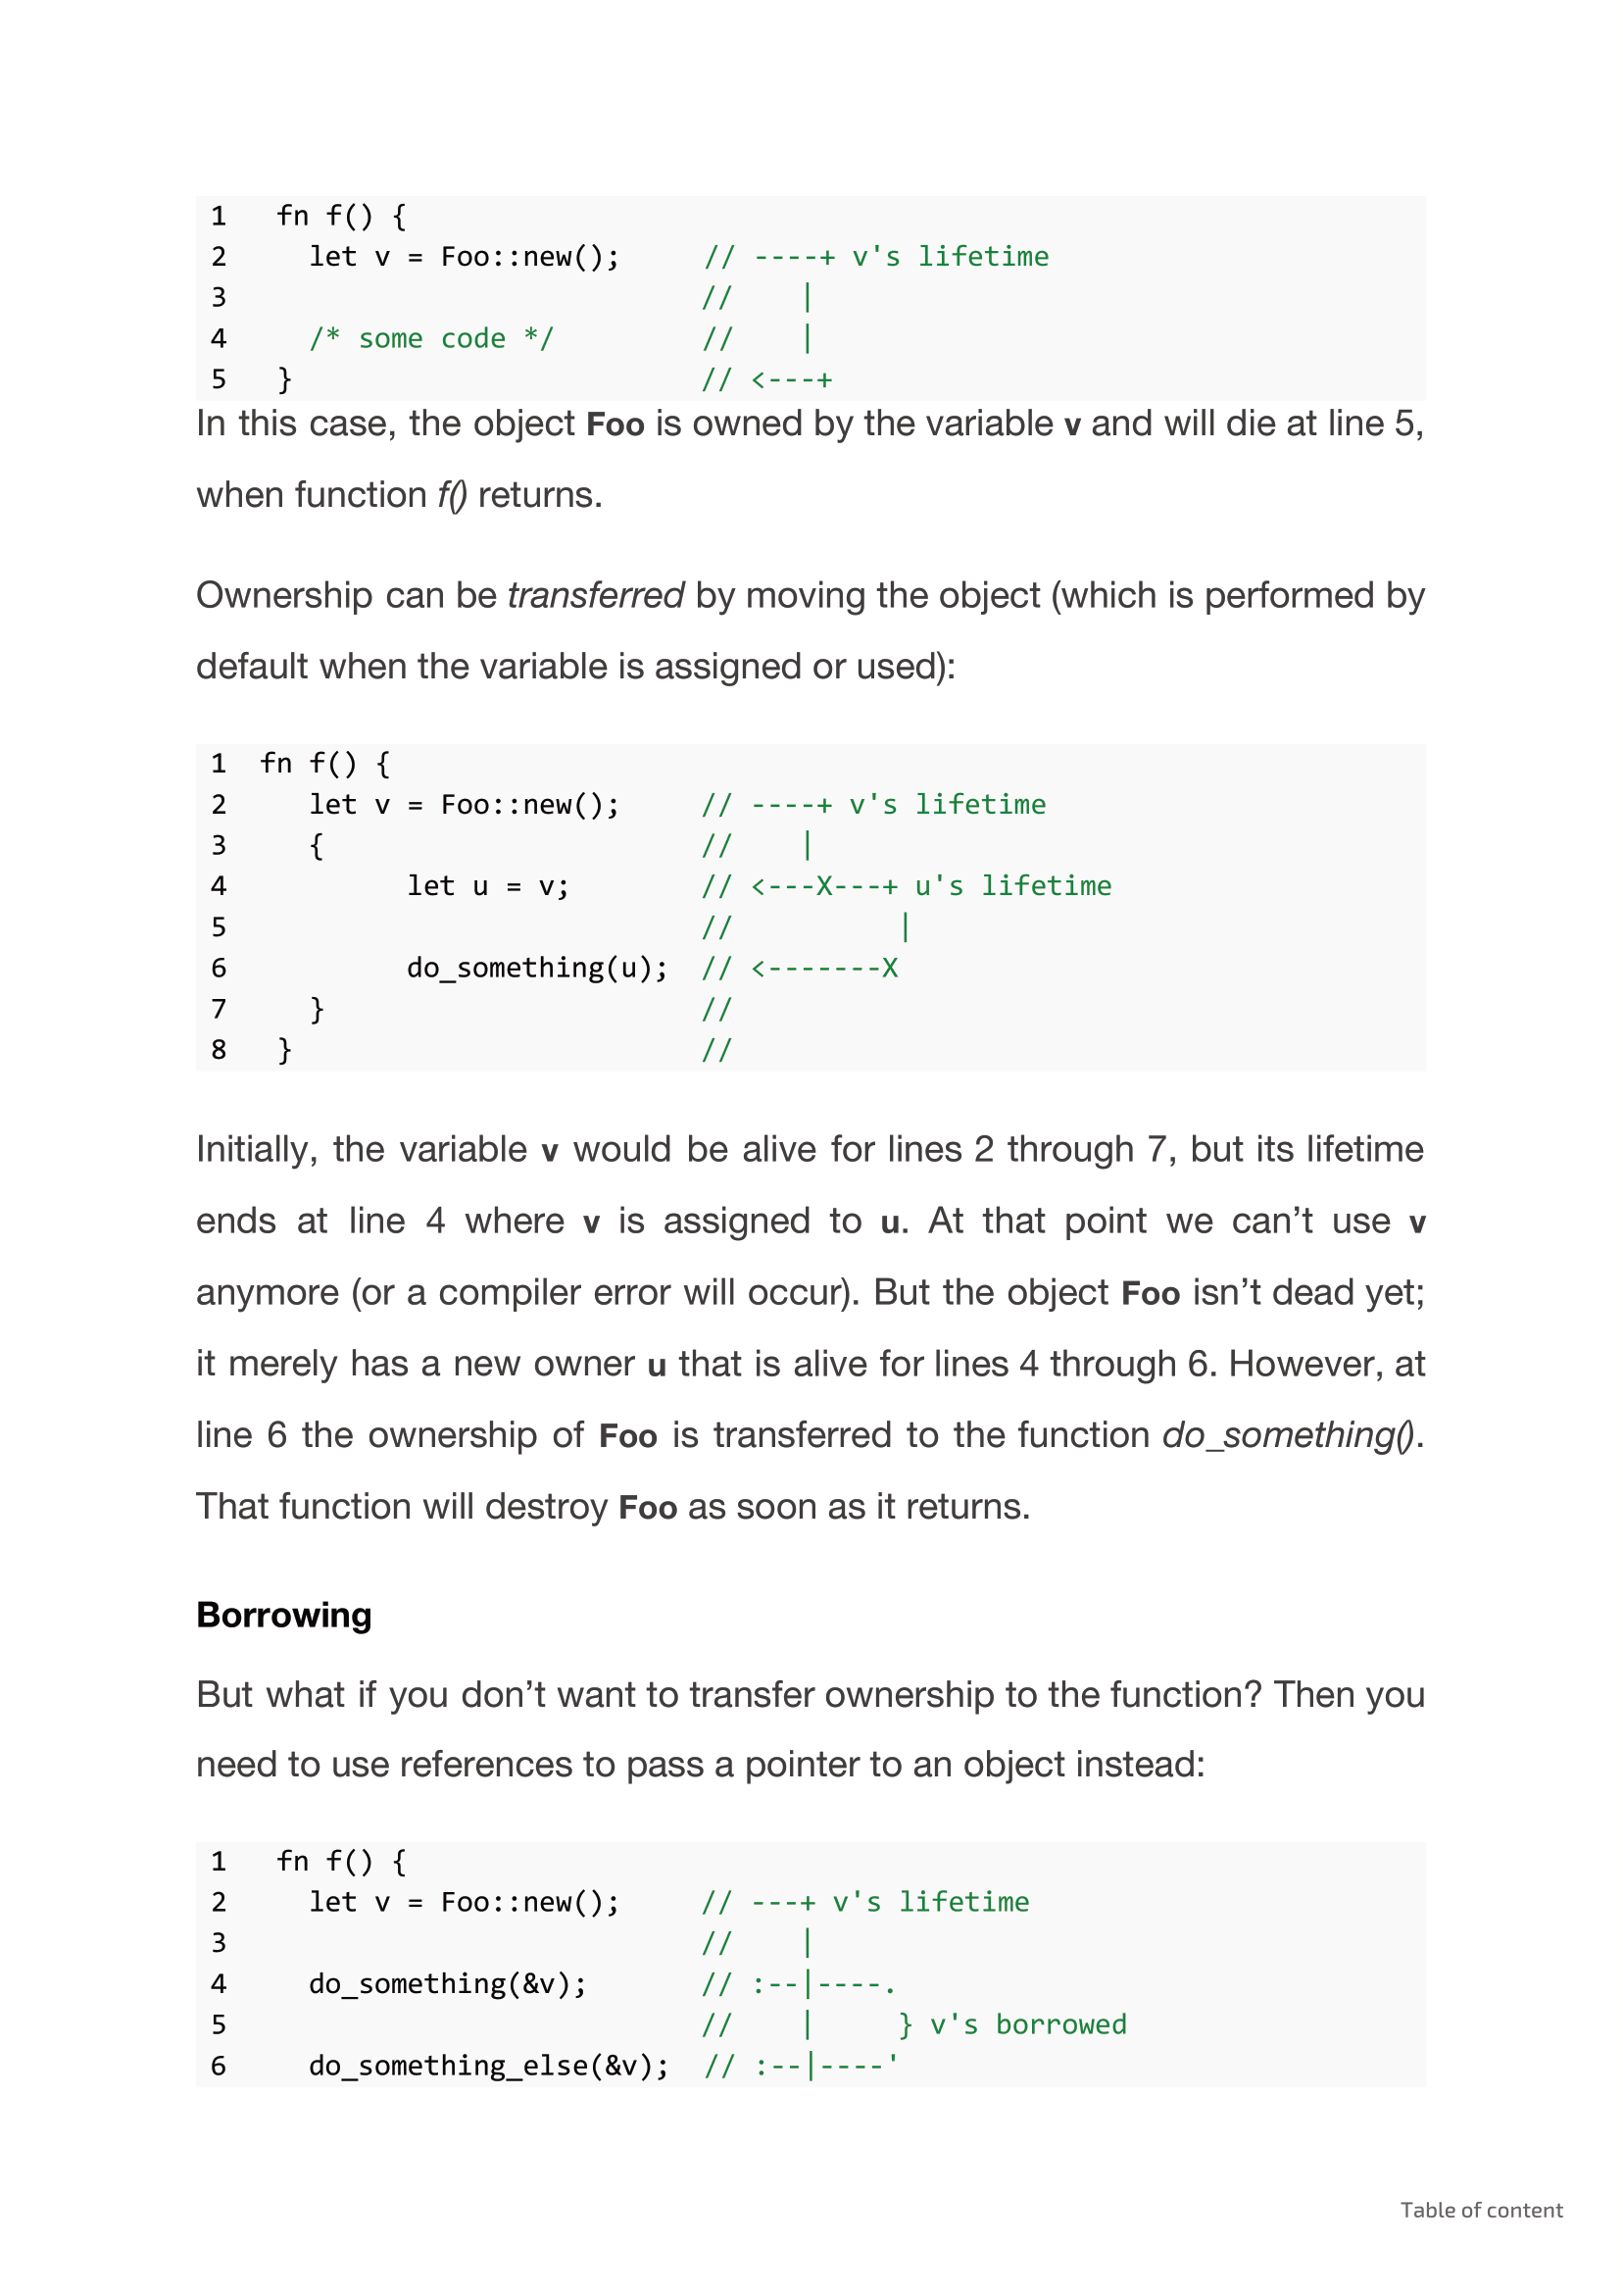 1   fn f() {
2     let v = Foo::new();     // ----+ v's lifetime
3                             //     |
4     /* some code */         //     |
5   }                         // <---+
In this case, the object Foo is owned by the variable v and will die at line 5,
when function f() returns.
Ownership can be transferred by moving the object (which is performed by
default when the variable is assigned or used):
1  fn f() {
2     let v = Foo::new();     // ----+ v's lifetime
3     {                       //     |
4           let u = v;        // <---X---+ u's lifetime
5                             //         |
6           do_something(u);  // <-------X
7     }                       //
8   }                         //
Initially, the variable v would be alive for lines 2 through 7, but its lifetime
ends at line 4 where v is assigned to u. At that point we can’t use v
anymore (or a compiler error will occur). But the object Foo isn’t dead yet;
it merely has a new owner u that is alive for lines 4 through 6. However, at
line 6 the ownership of Foo is transferred to the function do_something().
That function will destroy Foo as soon as it returns.
Borrowing
But what if you don’t want to transfer ownership to the function? Then you
need to use references to pass a pointer to an object instead:
1   fn f() {
2     let v = Foo::new();     // ---+ v's lifetime
3                             //    |
4     do_something(&v);       // :--|----.
5                             //    |     } v's borrowed
6     do_something_else(&v);  // :--|----'
Table of content